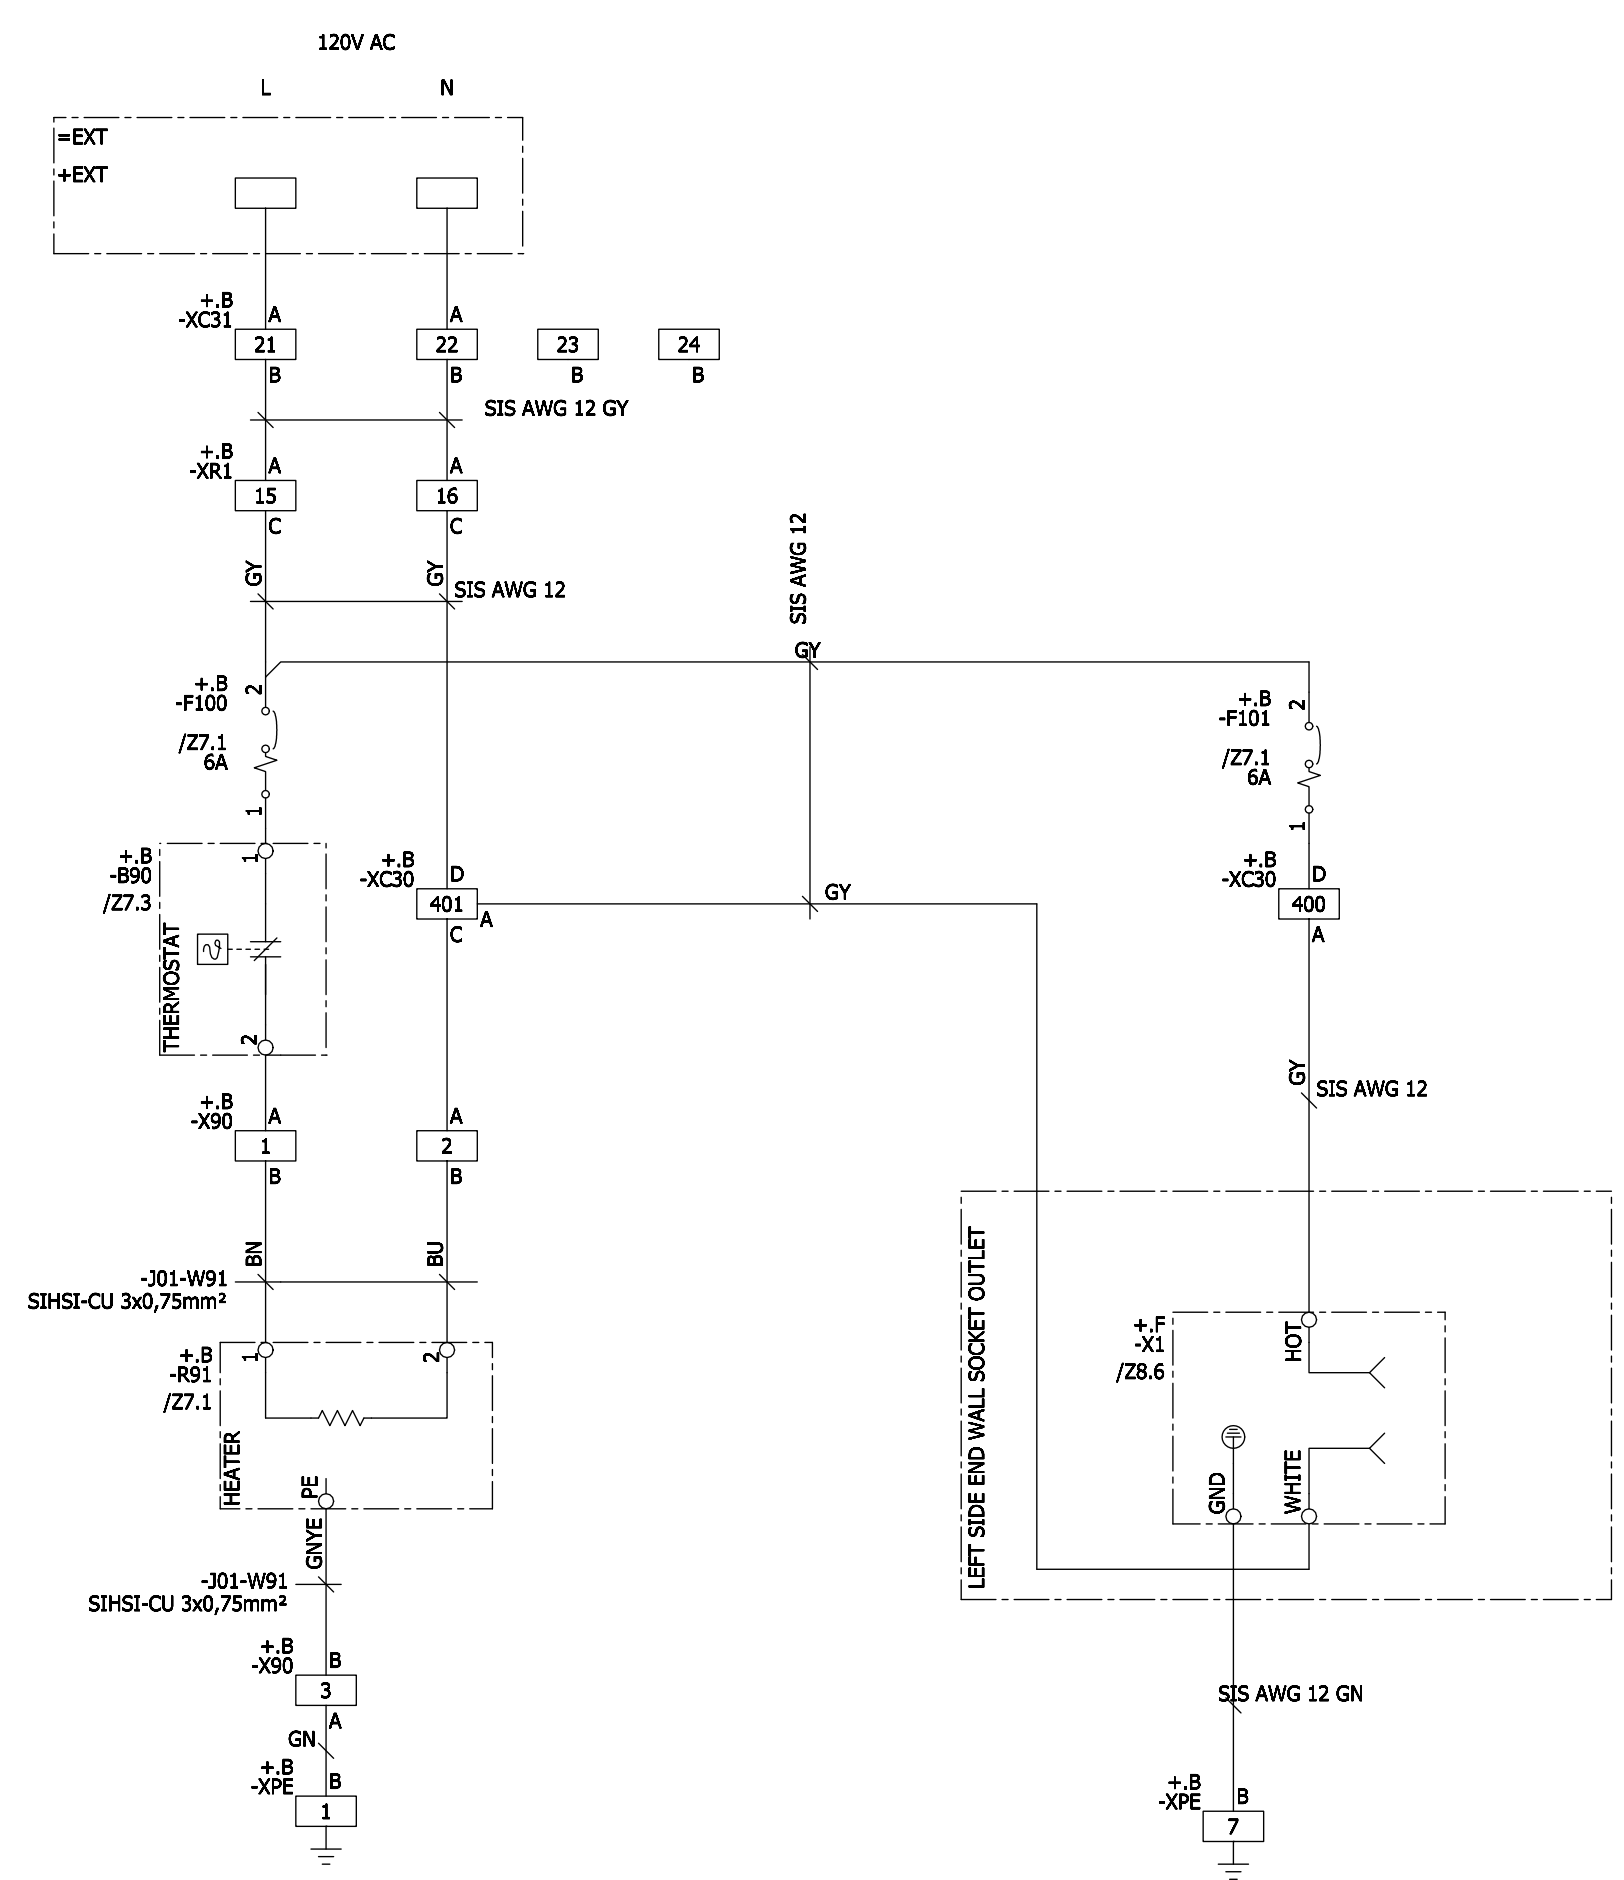 120V AC
L
N
=EXT
+EXT
+.B
-XC31
A
A
21
22
23
24
B
B
B
B
SIS AWG 12 GY
+.B
-XR1
A
A
15
16
C
C
SIS AWG 12
GY
GY
SIS AWG 12
GY
+.B
-F100
2
/Z7.1
6A
1
+.B
-F101
2
/Z7.1
6A
1
+.B
-B90
/Z7.3
1
THERMOSTAT
2
+.B
-XC30
D
401
A
C
GY
+.B
-XC30
D
400
A
GY
SIS AWG 12
+.B
-X90
A
A
1
2
B
B
BN
BU
-J01-W91
SIHSI-CU 3x0,75mm²
+.B
-R91
/Z7.1
1
2
HEATER
PE
GNYE
-J01-W91
SIHSI-CU 3x0,75mm²
+.B
-X90
B
3
A
GN
+.B
-XPE
B
1
LEFT SIDE END WALL SOCKET OUTLET
+.F
-X1
/Z8.6
HOT
GND
WHITE
SIS AWG 12 GN
+.B
-XPE
B
7